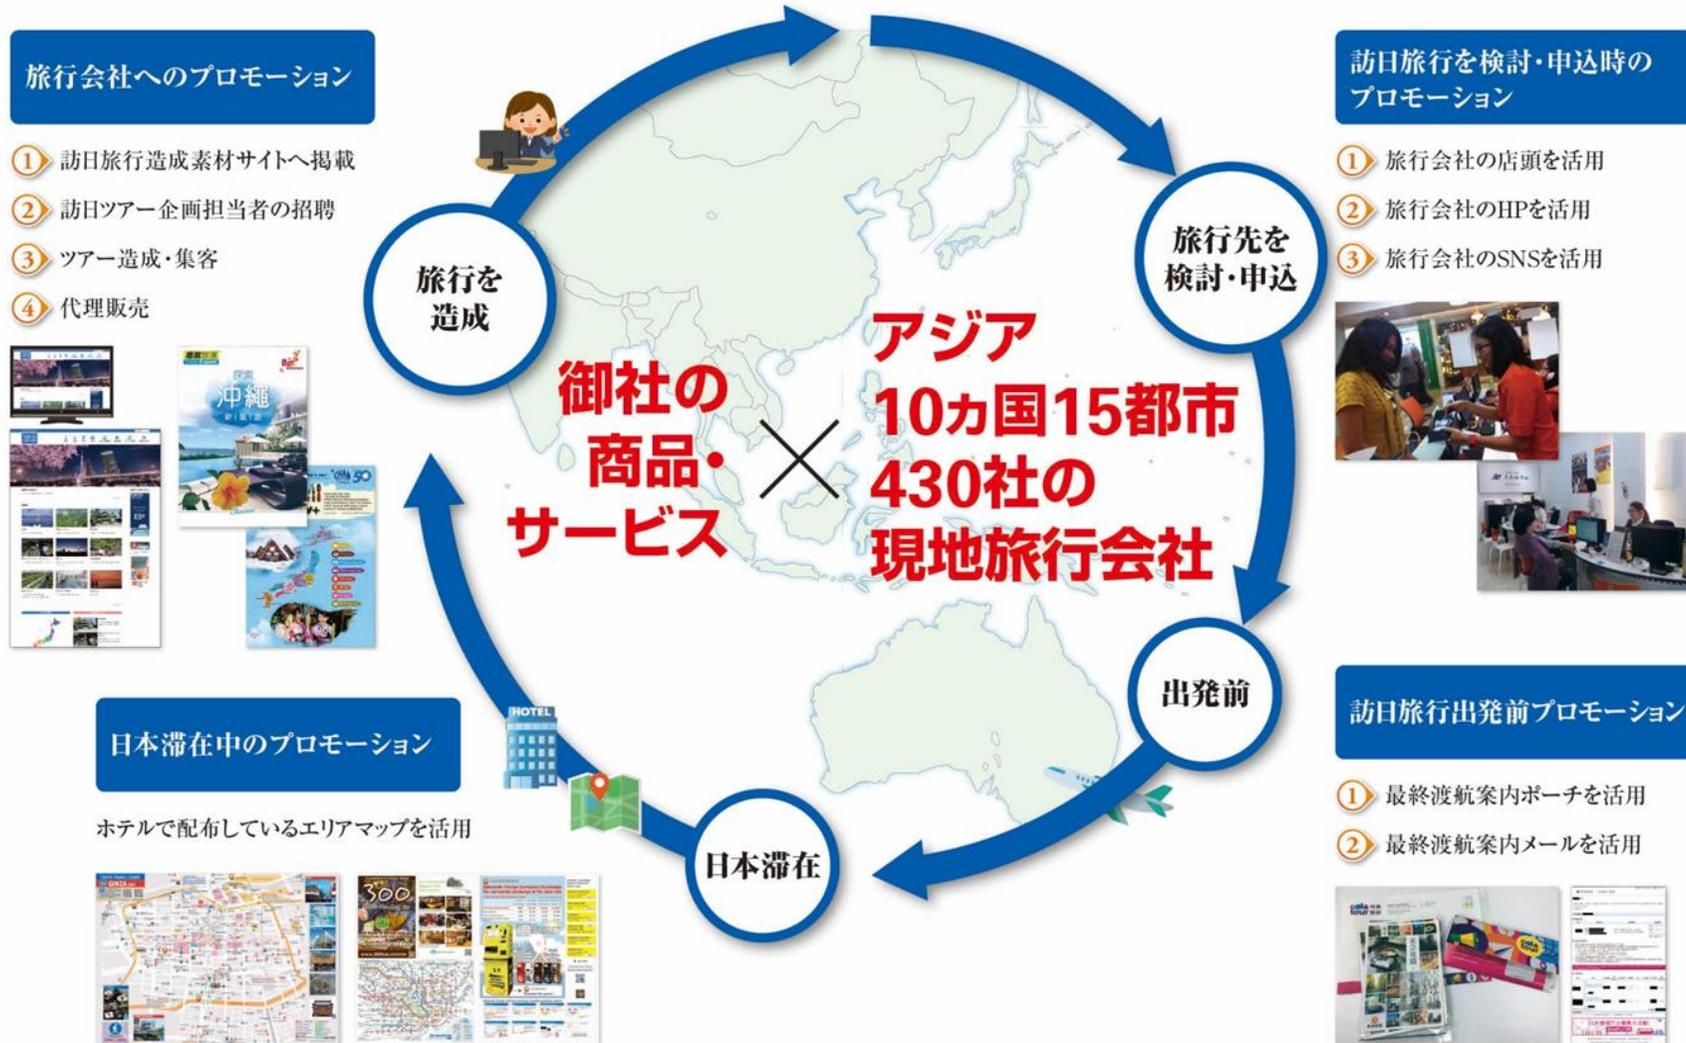 旅行会社へのプロモーション
1 訪日旅行造成素材サイトへ掲載
2 訪日ツアー企画担当者の招聘
3 ツアー造成・集客
4 代理販売
探索
沖縄
50
旅行を
造成
御社の
商品・
サービス
アジア
10ヵ国15都市
430社の
現地旅行会社
旅行先を
検討・申込
訪日旅行を検討・申込時の
プロモーション
1 旅行会社の店頭を活用
2 旅行会社のHPを活用
3 旅行会社のSNSを活用
出発前
訪日旅行出発前プロモーション
1 最終渡航案内ポーチを活用
2 最終渡航案内メールを活用
日本滞在
HOTEL
日本滞在中のプロモーション
ホテルで配布しているエリアマップを活用
GINZA
300